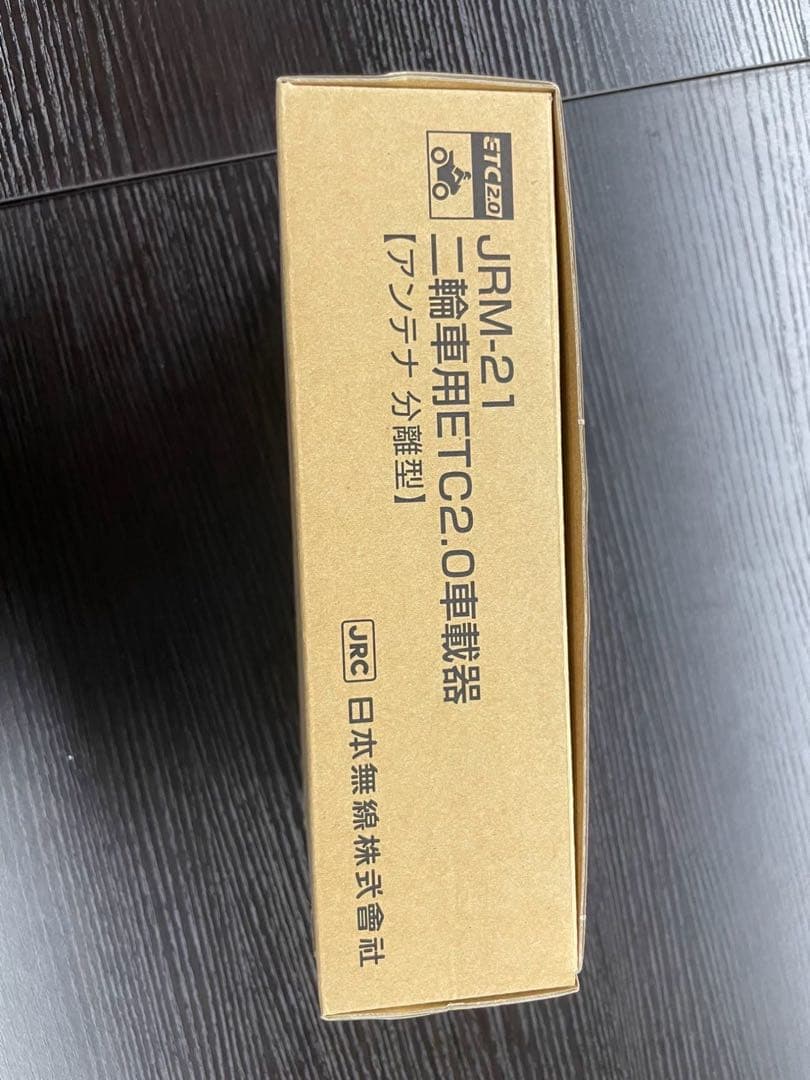 ETC2.0
JRM-21
二輪車用ETC2.0車載器
【アンテナ 分離型】
JRC 日本無線株式會社